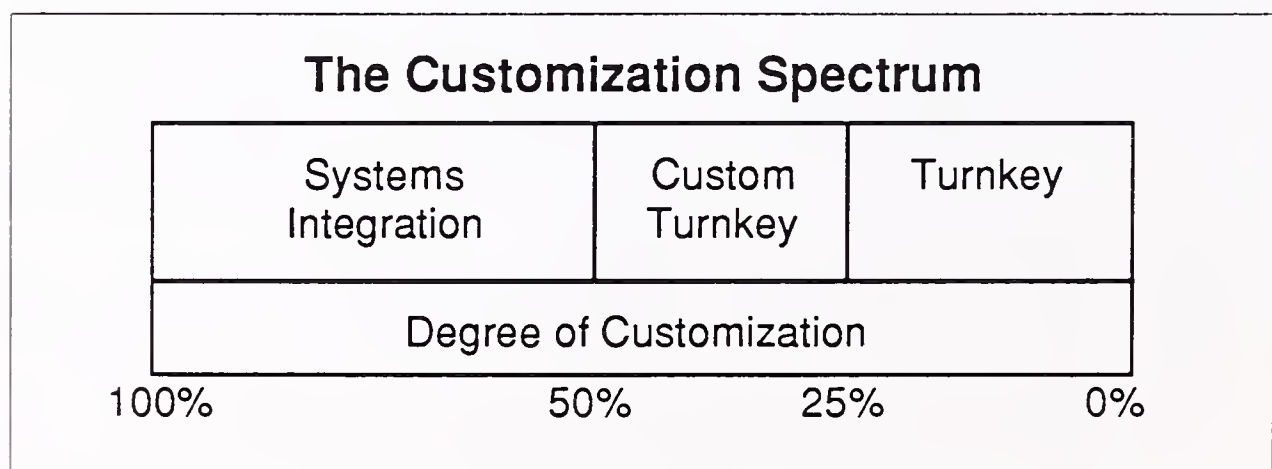 The Customization Spectrum
Systems
Integration
Custom
Turnkey
Turnkey
Degree of Customization
100% 50% 25% 0%